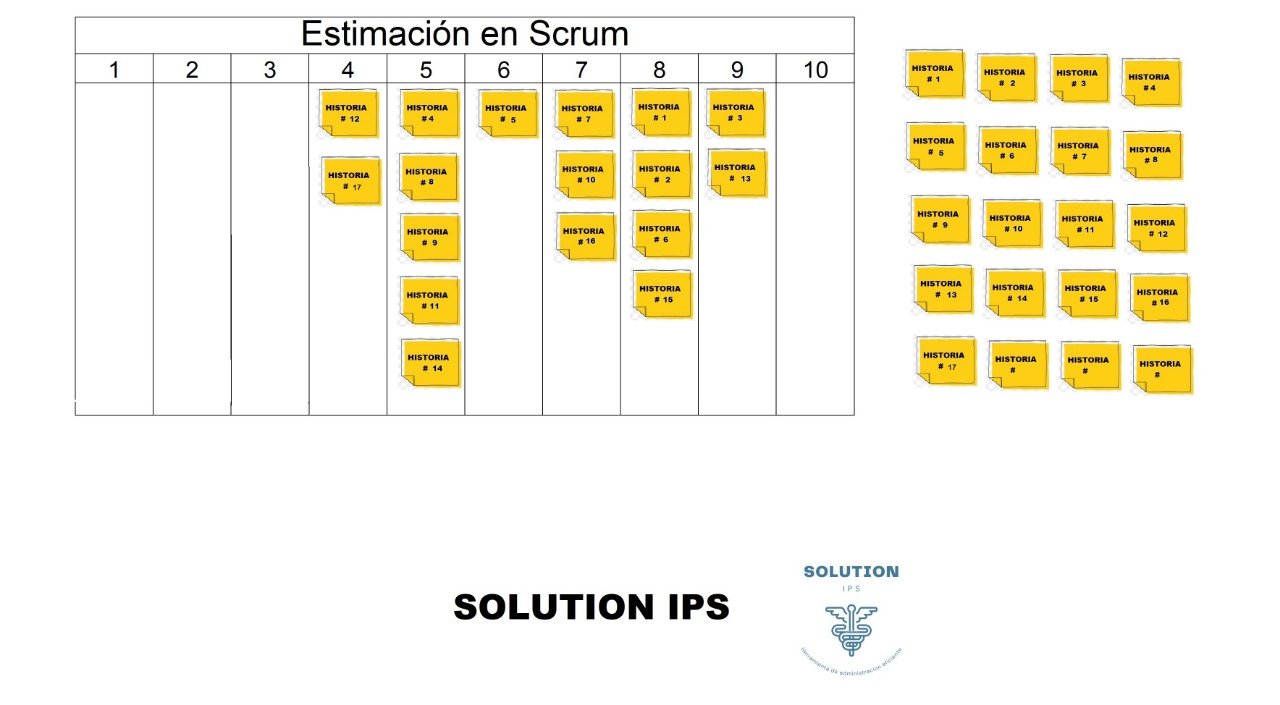 Estimación en Scrum
1 2 3 4 5 6 7 8 9 10
HISTORIA
# 12
HISTORIA
# 17
HISTORIA
# 4
HISTORIA
# 8
HISTORIA
# 9
HISTORIA
# 11
HISTORIA
# 14
HISTORIA
# 5
HISTORIA
# 7
HISTORIA
# 10
HISTORIA
# 16
HISTORIA
# 1
HISTORIA
# 2
HISTORIA
# 6
HISTORIA
# 15
HISTORIA
# 3
HISTORIA
# 13
HISTORIA
# 1
HISTORIA
# 2
HISTORIA
# 3
HISTORIA
# 4
HISTORIA
# 5
HISTORIA
# 6
HISTORIA
# 7
HISTORIA
# 8
HISTORIA
# 9
HISTORIA
# 10
HISTORIA
# 11
HISTORIA
# 12
HISTORIA
# 13
HISTORIA
# 14
HISTORIA
# 15
HISTORIA
# 16
HISTORIA
# 17
HISTORIA
#
HISTORIA
#
HISTORIA
#
SOLUTION IPS
SOLUTION
IPS
Herramienta de administracion eficiente